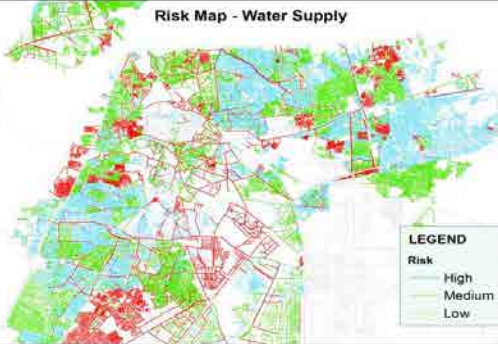 Risk Map - Water Supply
LEGEND
Risk
High
Medium
Low